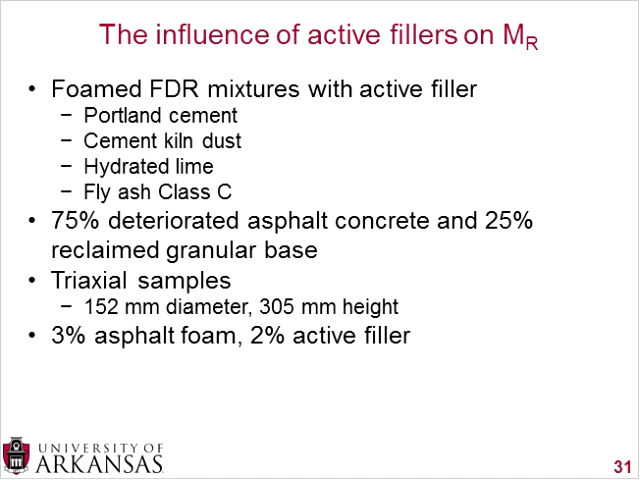 The influence of active fillers on MR
• Foamed FDR mixtures with active filler
– Portland cement
– Cement kiln dust
– Hydrated lime
– Fly ash Class C
• 75% deteriorated asphalt concrete and 25%
reclaimed granular base
• Triaxial samples
– 152 mm diameter, 305 mm height
• 3% asphalt foam, 2% active filler
UNIVERSITY OF
ARKANSAS
31